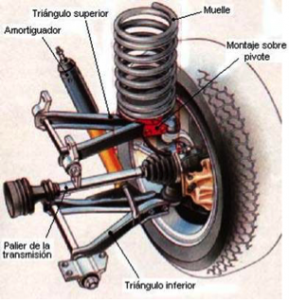 Triángulo superior
Muelle
Amortiguador
Montaje sobre
pivote
Palier de la
transmisión
Triángulo inferior